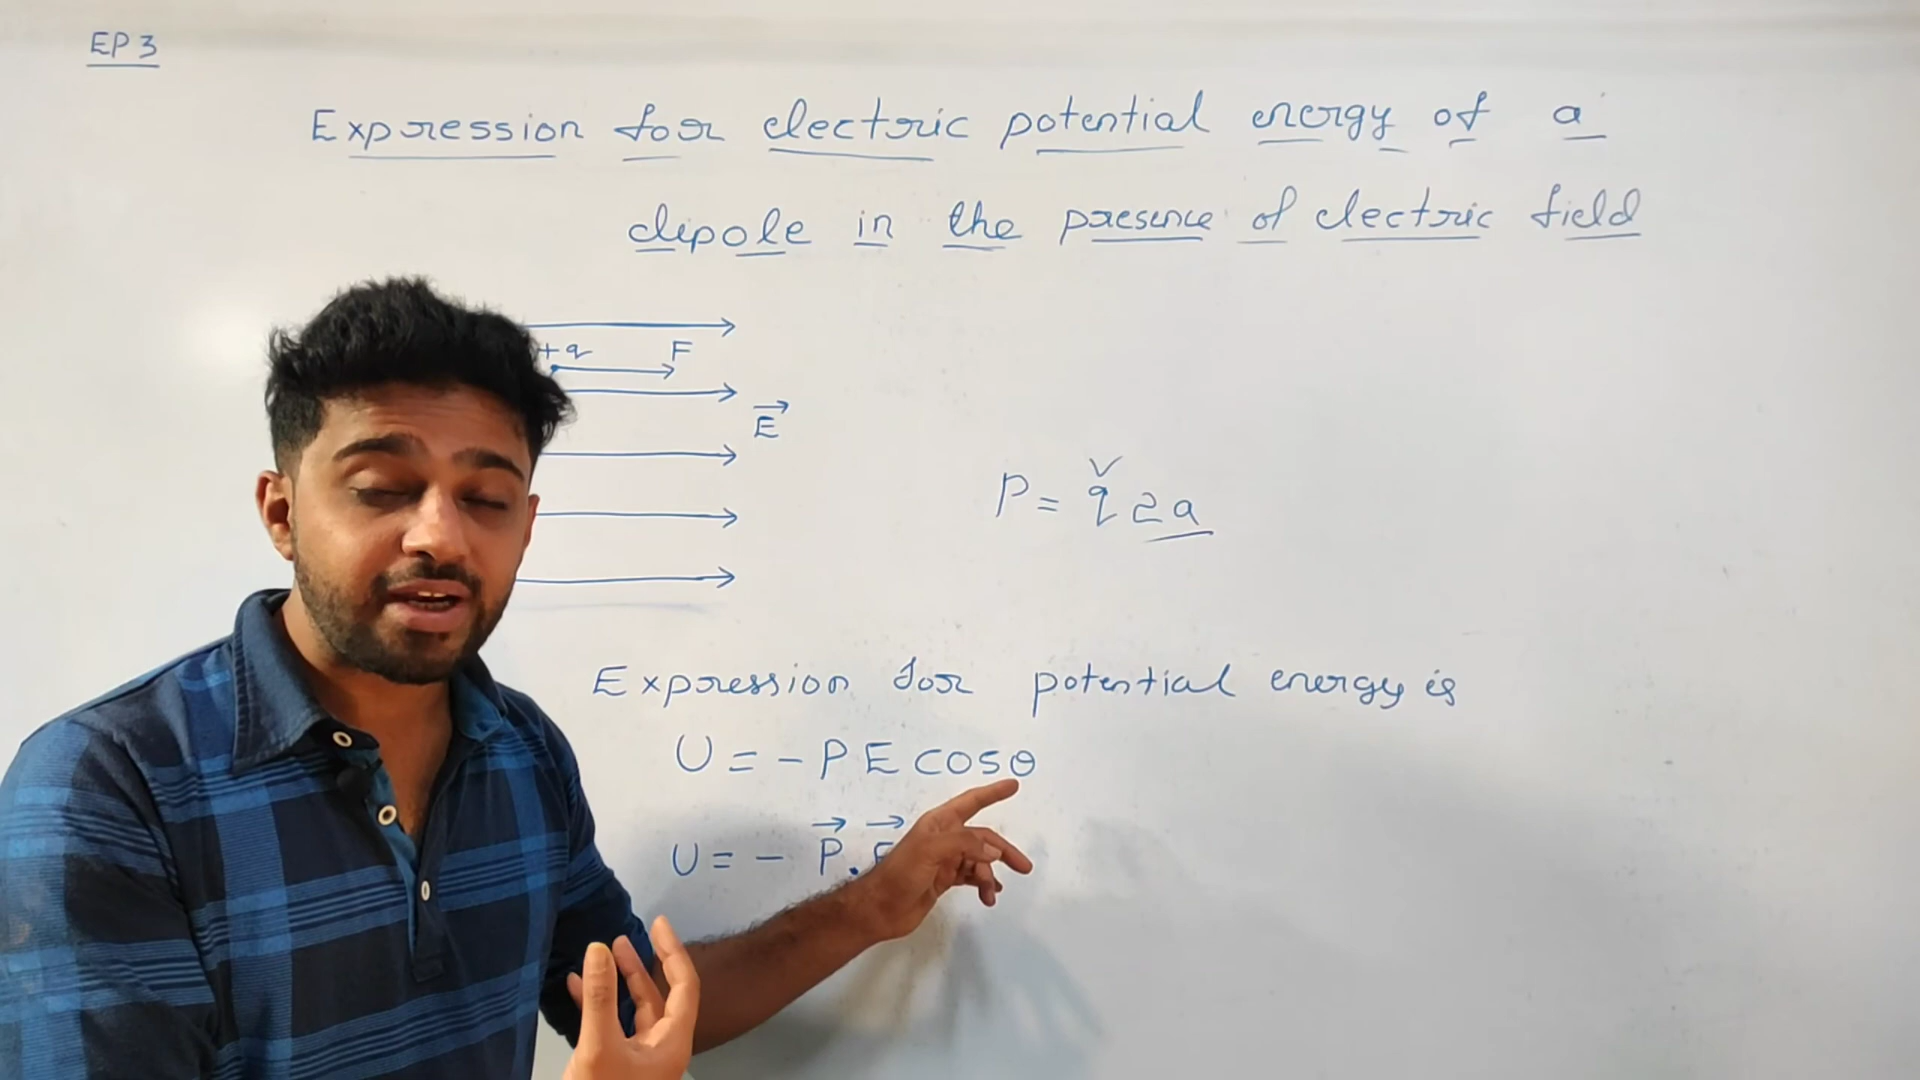 EP 3
Expression for electric potential energy of a
dipole in the presence of electric field
+q F
E
P = q 2a
Expression for potential energy is
U = - P E cosθ
U = - P.